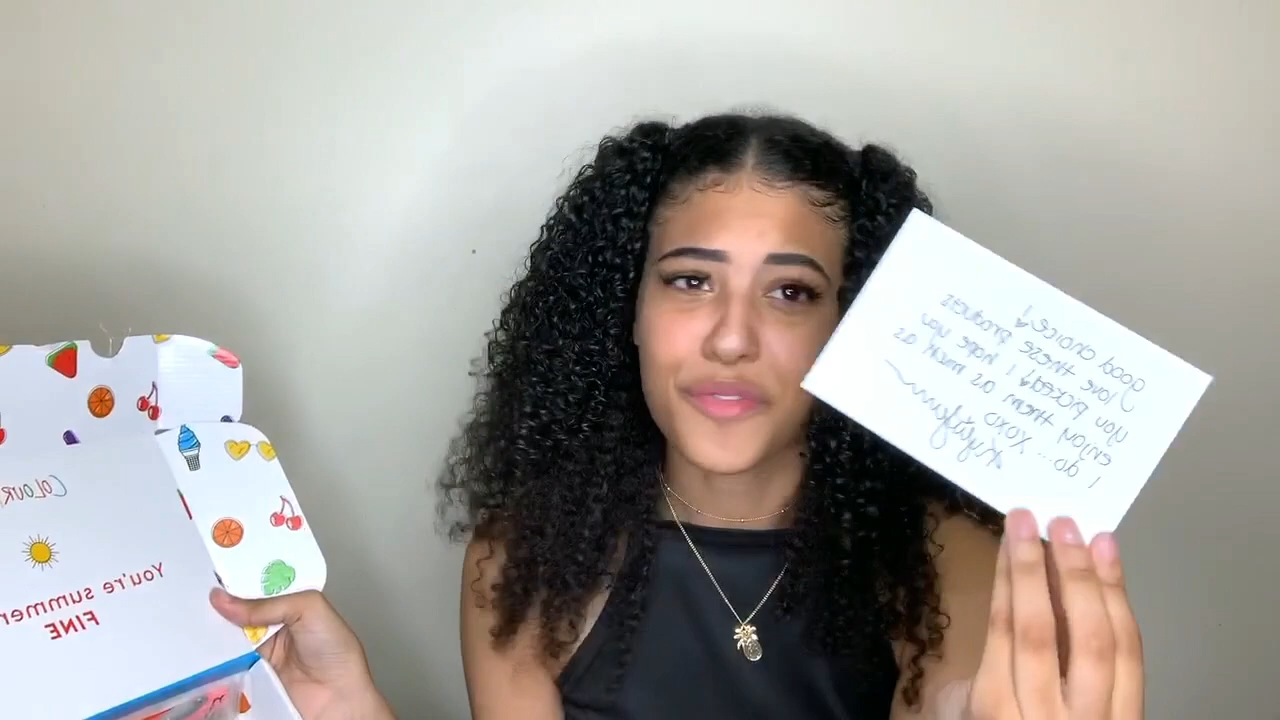 COLOUR
You're summer
FINE
good choice! I
love these products
you picked! I hope you
enjoy them as much as
I do... xoxo